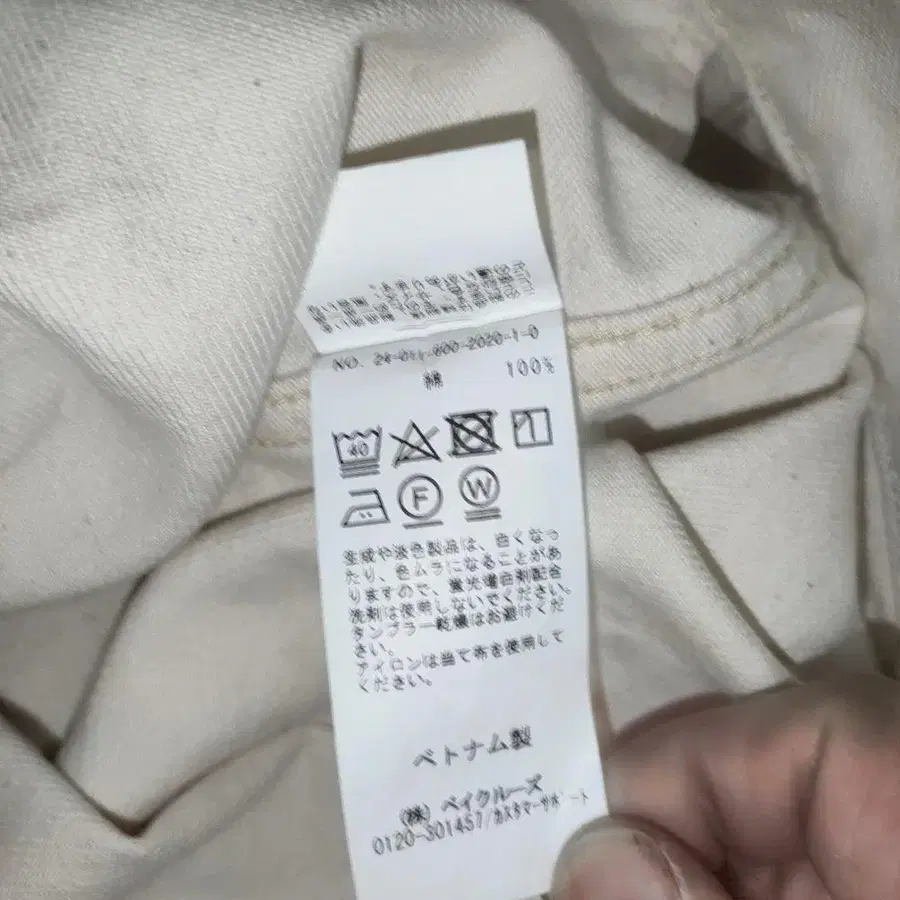 NO. 24-011-800-2020-1-0
綿 100%
40
F W
生成や淡色製品は、白くなっ
たり、色ムラになることがあ
りますので、蛍光増白剤配合
洗剤は使用しないでください。
タンブラー乾燥はお避けくだ
さい。
アイロンは当て布を使用して
ください。
ベトナム製
(株) ベイクルーズ
0120-301457/カスタマーサポート